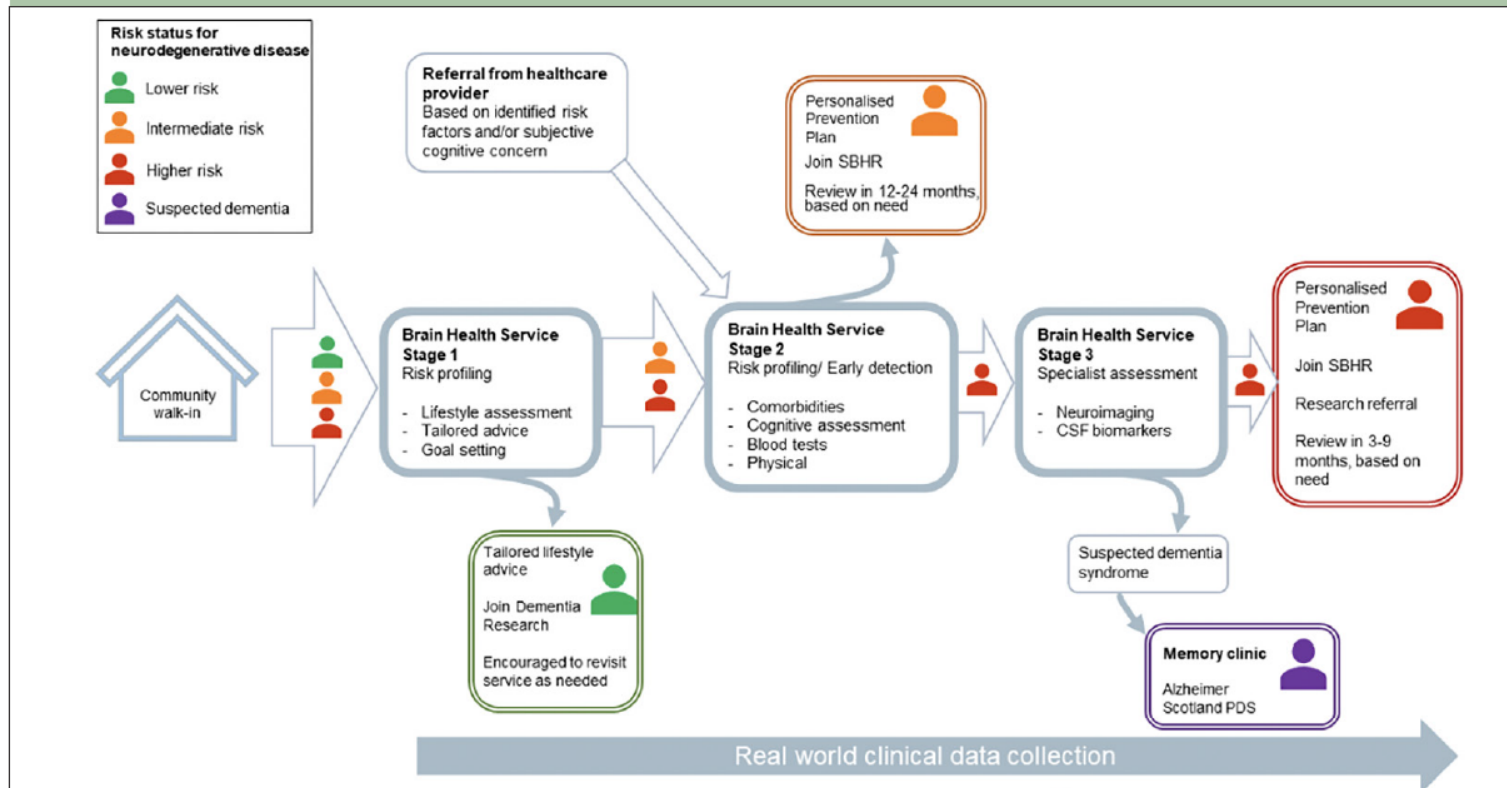 Risk status for
neurodegenerative disease
Lower risk
Intermediate risk
Higher risk
Suspected dementia
Referral from healthcare
provider
Based on identified risk
factors and/or subjective
cognitive concern
Personalised
Prevention
Plan
Join SBHR
Review in 12-24 months,
based on need
Community
walk-in
Brain Health Service
Stage 1
Risk profiling
- Lifestyle assessment
- Tailored advice
- Goal setting
Brain Health Service
Stage 2
Risk profiling/ Early detection
- Comorbidities
- Cognitive assessment
- Blood tests
- Physical
Brain Health Service
Stage 3
Specialist assessment
- Neuroimaging
- CSF biomarkers
Personalised
Prevention
Plan
Join SBHR
Research referral
Review in 3-9
months, based on
need
Tailored lifestyle
advice
Join Dementia
Research
Encouraged to revisit
service as needed
Suspected dementia
syndrome
Memory clinic
Alzheimer
Scotland PDS
Real world clinical data collection